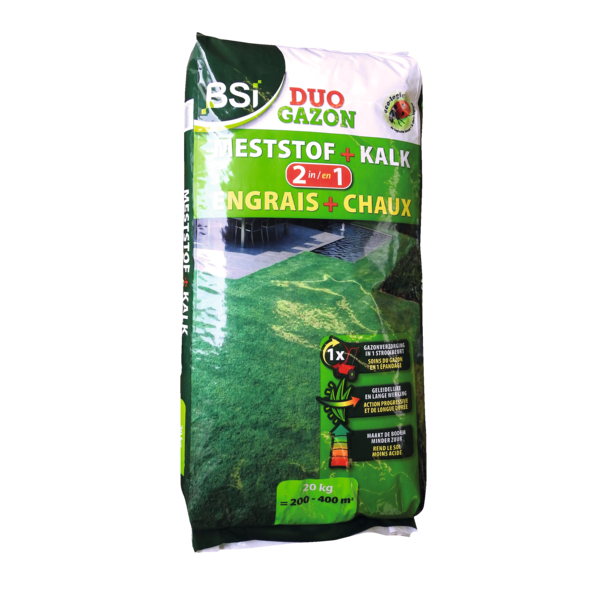 BSi
DUO
GAZON
MESTSTOF + KALK
2 in/en 1
ENGRAIS + CHAUX
MESTSTOF + KALK
1x
GAZONVERZORGING
IN 1 STROOIBEURT
SOINS DU GAZON
EN 1 ÉPANDAGE
GELEIDELIJKE
EN LANGE WERKING
ACTION PROGRESSIVE
ET DE LONGUE DURÉE
MAAKT DE BODEM
MINDER ZUUR
REND LE SOL
MOINS ACIDE
20 kg
= 200 - 400 m²